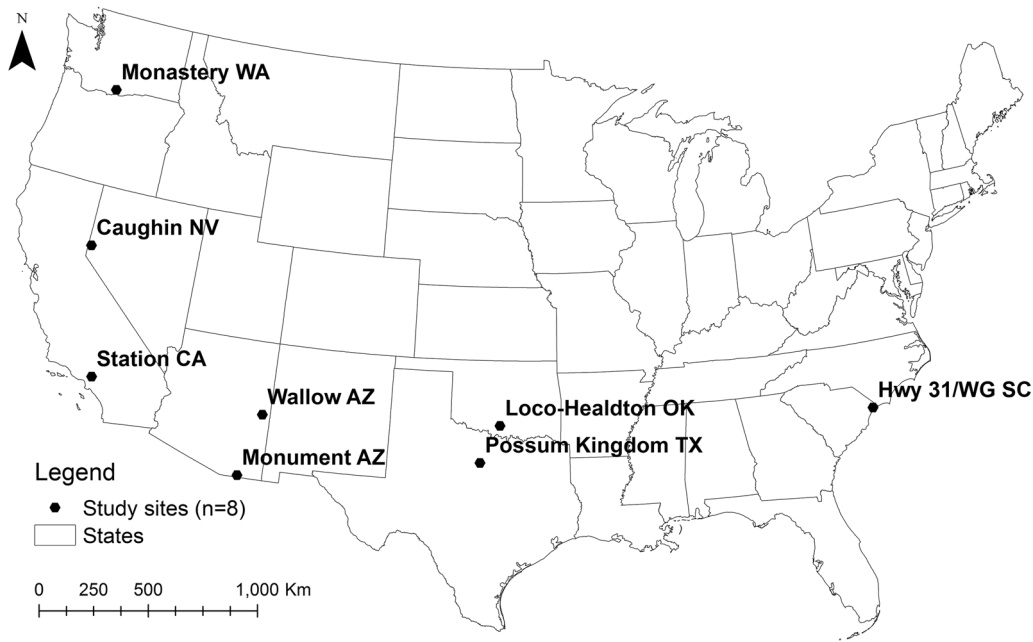 N
Monastery WA
Caughin NV
Station CA
Wallow AZ
Hwy 31/WG SC
Loco-Healdton OK
Possum Kingdom TX
Monument AZ
Legend
Study sites (n=8)
States
0 250 500 1,000 Km